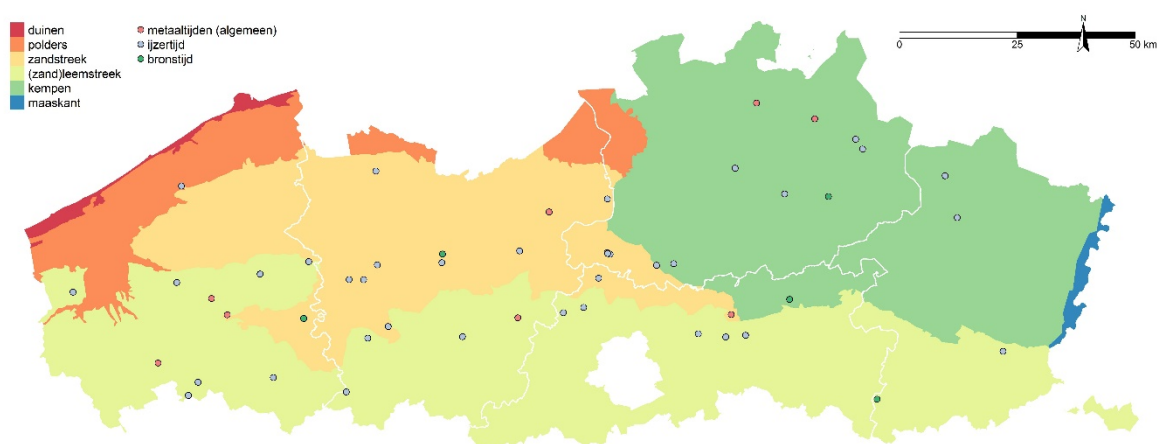 duinen
polders
zandstreek
(zand)leemstreek
kempen
maaskant
metaaltijden (algemeen)
ijzertijd
bronstijd
N
0 25 50 km